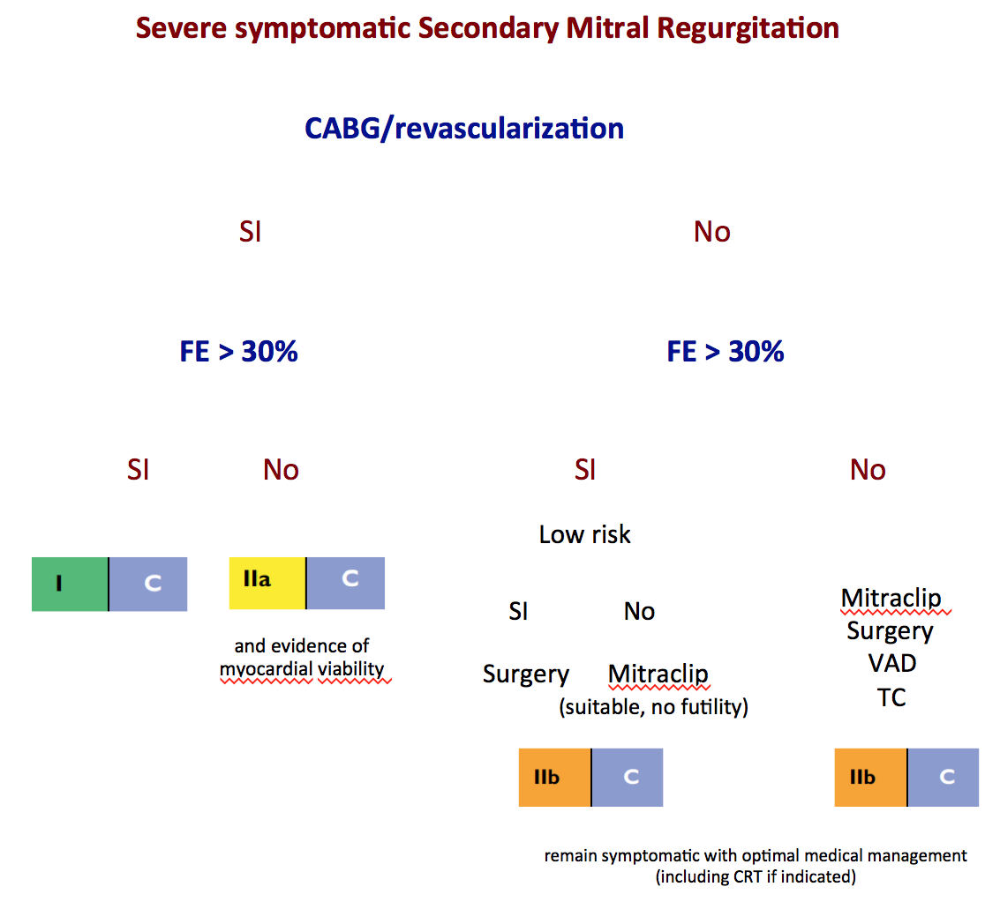 Severe symptomatic Secondary Mitral Regurgitation
CABG/revascularization
SI
No
FE > 30%
FE > 30%
SI
No
SI
No
Low risk
I
C
IIa
C
and evidence of
myocardial viability
SI
No
Surgery
Mitraclip
(suitable, no futility)
Mitraclip
Surgery
VAD
TC
IIb
C
IIb
C
remain symptomatic with optimal medical management
(including CRT if indicated)